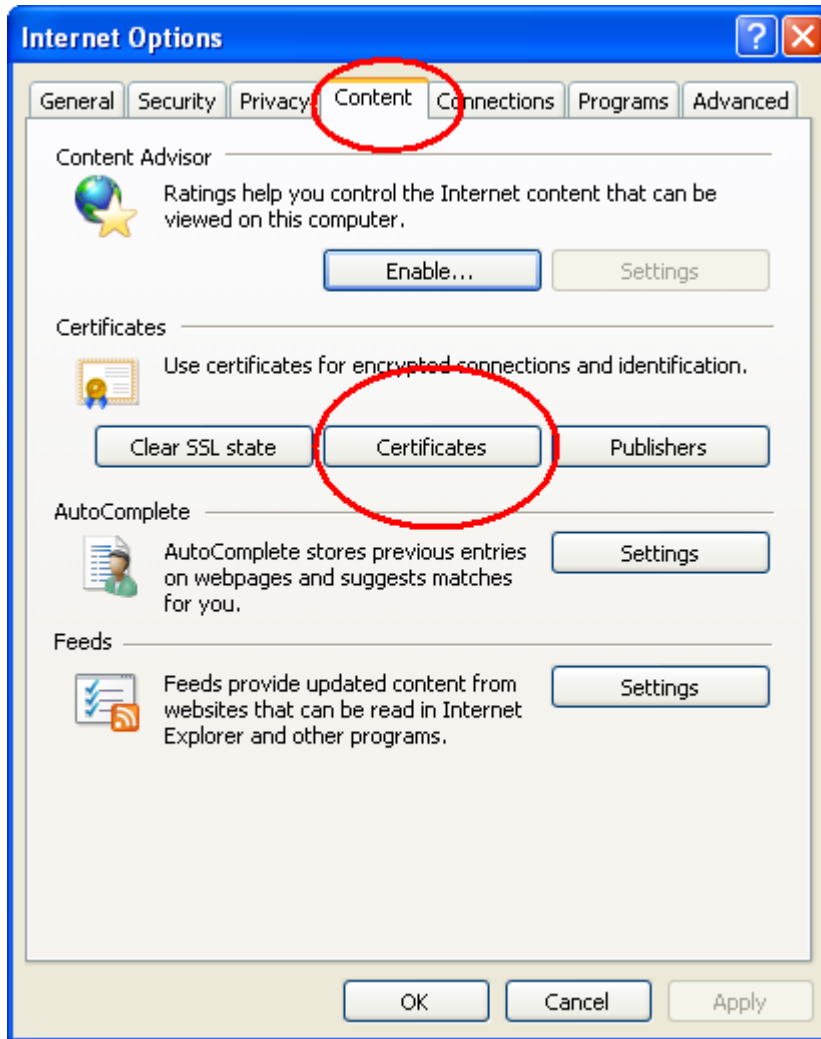 Internet Options
General Security Privacy Content Connections Programs Advanced
Content Advisor
Ratings help you control the Internet content that can be
viewed on this computer.
Enable... Settings
Certificates
Use certificates for encrypted connections and identification.
Clear SSL state Certificates Publishers
AutoComplete
AutoComplete stores previous entries
on webpages and suggests matches
for you.
Settings
Feeds
Feeds provide updated content from
websites that can be read in Internet
Explorer and other programs.
Settings
OK Cancel Apply